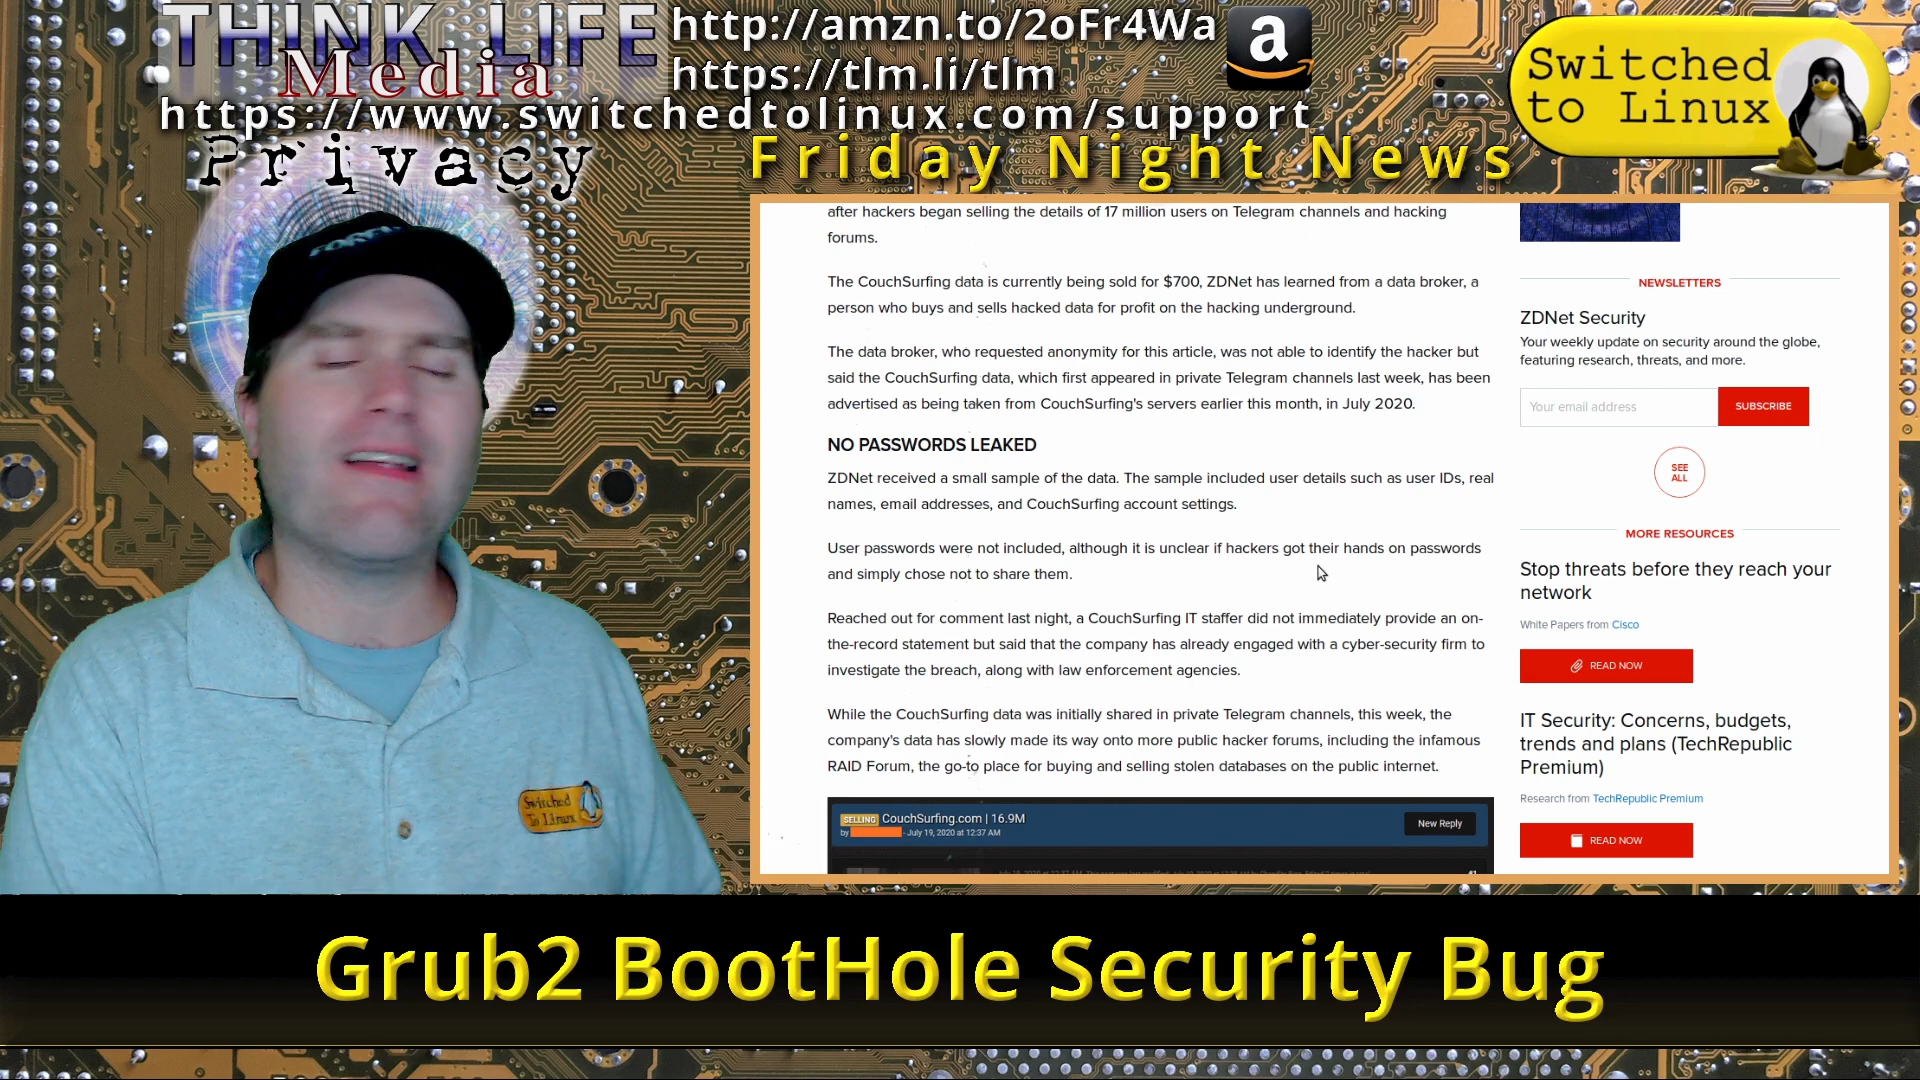 THINK LIFE
Media
http://amzn.to/2oFr4Wa
https://tlm.li/tlm
https://www.switchedtolinux.com/support
a
Switched
to Linux
Privacy
Friday Night News
after hackers began selling the details of 17 million users on Telegram channels and hacking
forums.
The CouchSurfing data is currently being sold for $700, ZDNet has learned from a data broker, a
person who buys and sells hacked data for profit on the hacking underground.
The data broker, who requested anonymity for this article, was not able to identify the hacker but
said the CouchSurfing data, which first appeared in private Telegram channels last week, has been
advertised as being taken from CouchSurfing's servers earlier this month, in July 2020.
NO PASSWORDS LEAKED
ZDNet received a small sample of the data. The sample included user details such as user IDs, real
names, email addresses, and CouchSurfing account settings.
User passwords were not included, although it is unclear if hackers got their hands on passwords
and simply chose not to share them.
Reached out for comment last night, a CouchSurfing IT staffer did not immediately provide an on-
the-record statement but said that the company has already engaged with a cyber-security firm to
investigate the breach, along with law enforcement agencies.
While the CouchSurfing data was initially shared in private Telegram channels, this week, the
company's data has slowly made its way onto more public hacker forums, including the infamous
RAID Forum, the go-to place for buying and selling stolen databases on the public internet.
SELLING CouchSurfing.com | 16.9M
by - July 19, 2020 at 12:37 AM
New Reply
NEWSLETTERS
ZDNet Security
Your weekly update on security around the globe,
featuring research, threats, and more.
Your email address
SUBSCRIBE
SEE
ALL
MORE RESOURCES
Stop threats before they reach your
network
White Papers from Cisco
READ NOW
IT Security: Concerns, budgets,
trends and plans (TechRepublic
Premium)
Research from TechRepublic Premium
READ NOW
Switched
To Linux
Grub2 BootHole Security Bug